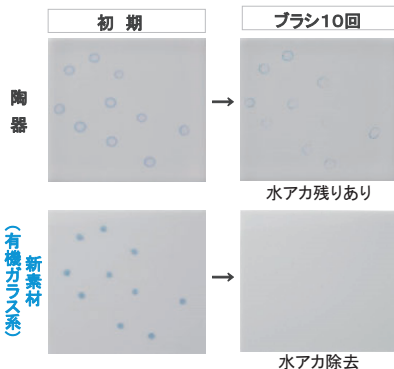 初 期
ブラシ10回
陶器
水アカ残りあり
新素材
(有機ガラス系)
水アカ除去